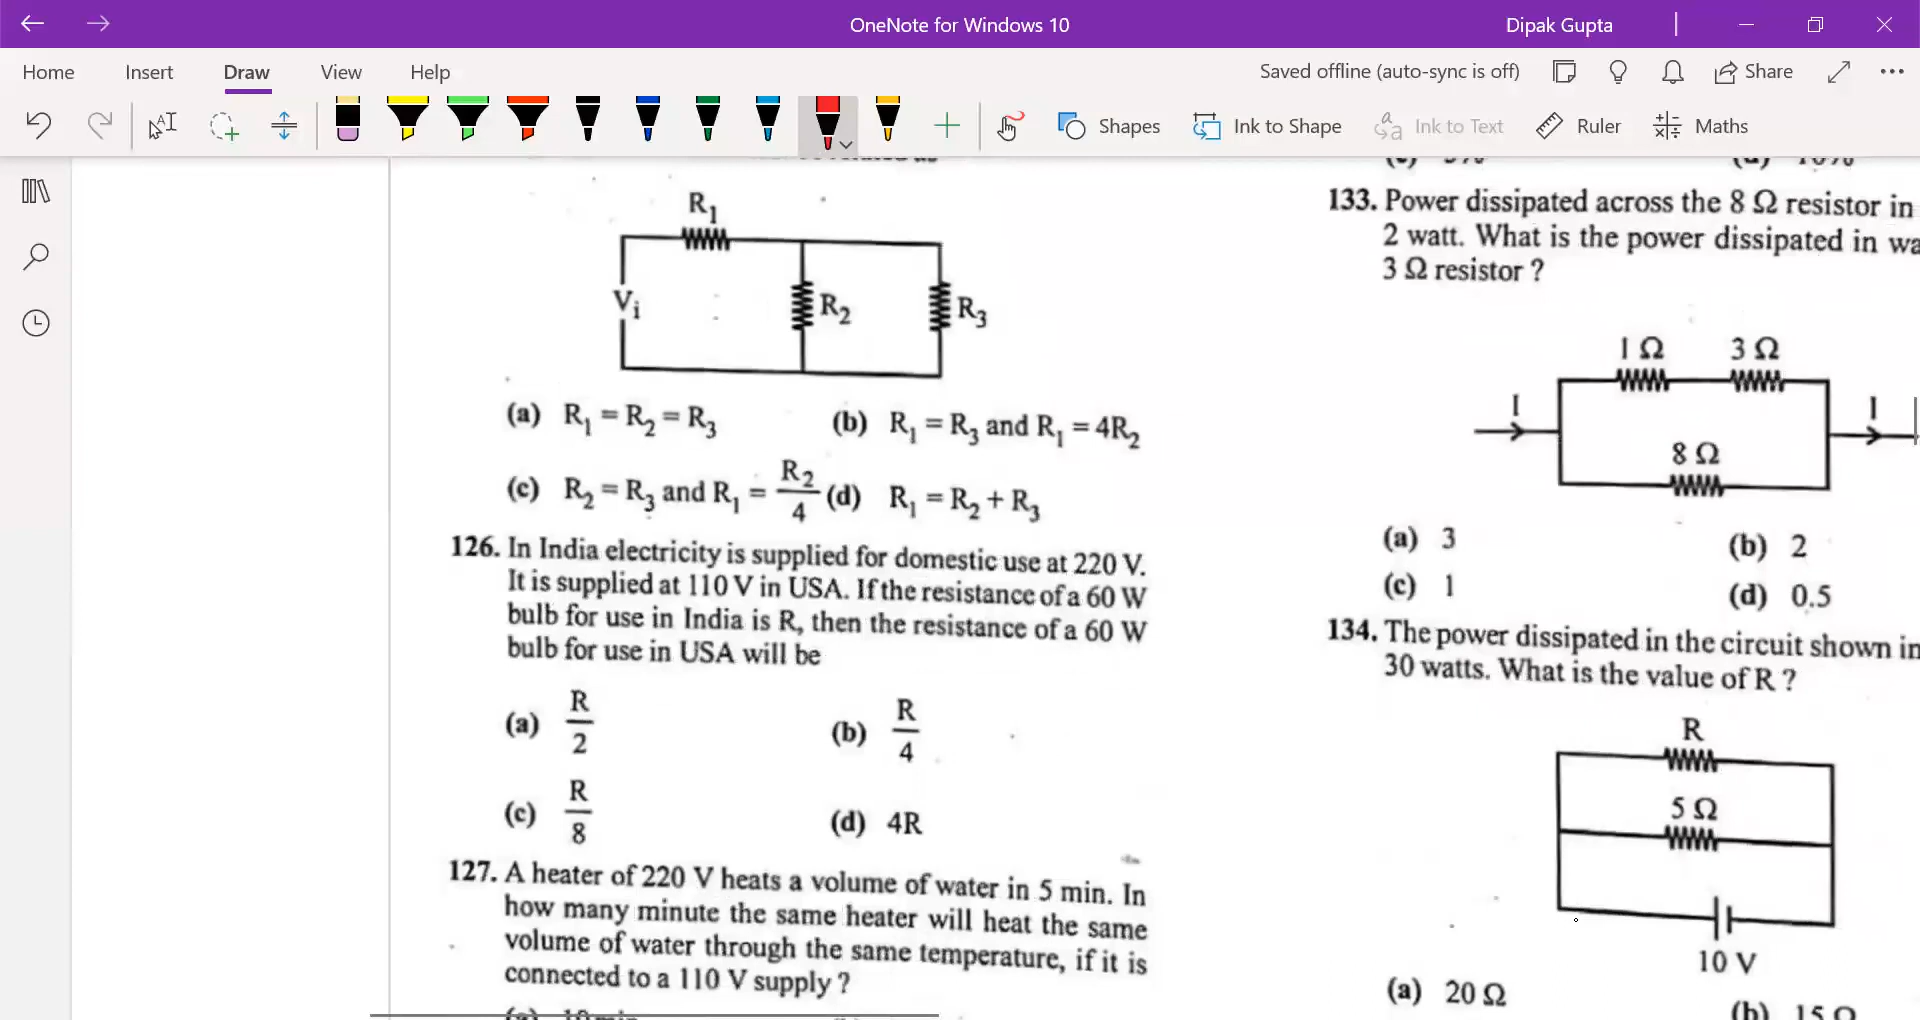 OneNote for Windows 10
Dipak Gupta
Home Insert Draw View Help
Saved offline (auto-sync is off) Share
Shapes Ink to Shape Ink to Text Ruler Maths
R₁
Vᵢ
R₂
R₃
(a) R₁ = R₂ = R₃ (b) R₁ = R₃ and R₁ = 4R₂
(c) R₂ = R₃ and R₁ = R₂/4 (d) R₁ = R₂ + R₃
126. In India electricity is supplied for domestic use at 220 V.
It is supplied at 110 V in USA. If the resistance of a 60 W
bulb for use in India is R, then the resistance of a 60 W
bulb for use in USA will be
(a) R/2 (b) R/4
(c) R/8 (d) 4R
127. A heater of 220 V heats a volume of water in 5 min. In
how many minute the same heater will heat the same
volume of water through the same temperature, if it is
connected to a 110 V supply ?
133. Power dissipated across the 8 Ω resistor in
2 watt. What is the power dissipated in
3 Ω resistor ?
1 Ω 3 Ω
I I
8 Ω
(a) 3 (b) 2
(c) 1 (d) 0.5
134. The power dissipated in the circuit shown in
30 watts. What is the value of R ?
R
5 Ω
10 V
(a) 20 Ω
(b) 15 Ω